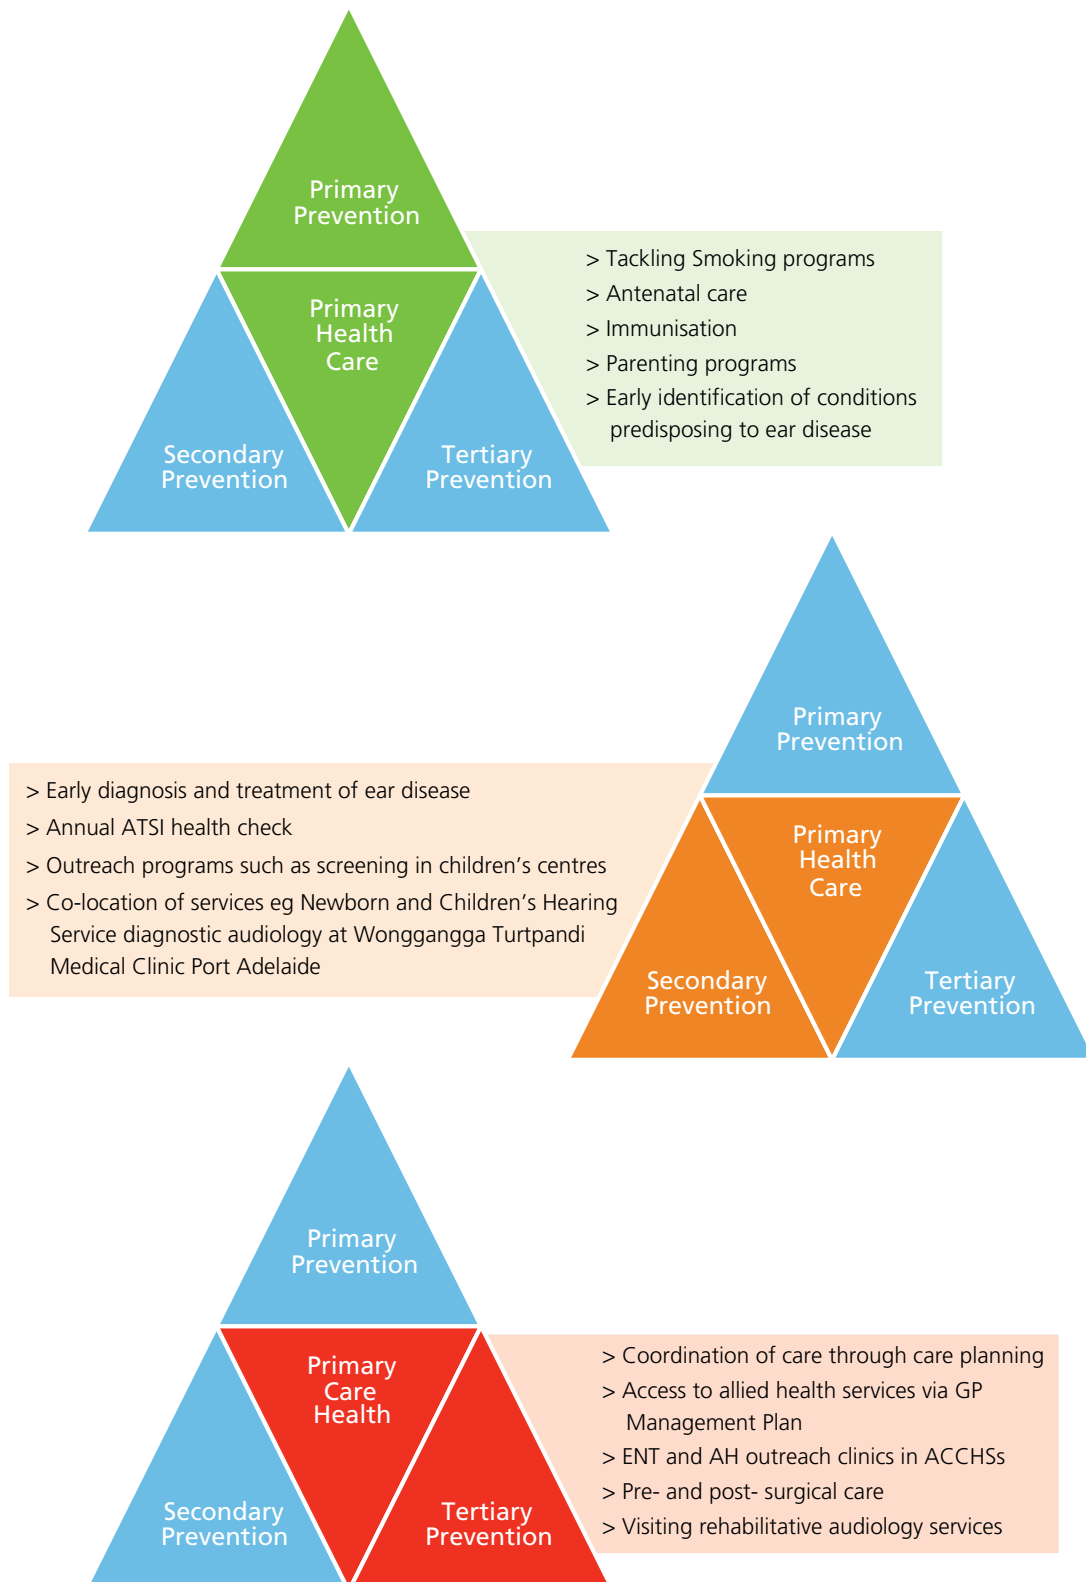 Primary
Prevention
Primary
Health
Care
Secondary
Prevention
Tertiary
Prevention
> Tackling Smoking programs
> Antenatal care
> Immunisation
> Parenting programs
> Early identification of conditions
predisposing to ear disease
Primary
Prevention
> Early diagnosis and treatment of ear disease
> Annual ATSI health check
> Outreach programs such as screening in children’s centres
> Co-location of services eg Newborn and Children’s Hearing
Service diagnostic audiology at Wonggangga Turtpandi
Medical Clinic Port Adelaide
Primary
Health
Care
Secondary
Prevention
Tertiary
Prevention
Primary
Prevention
Primary
Care
Health
Secondary
Prevention
Tertiary
Prevention
> Coordination of care through care planning
> Access to allied health services via GP
Management Plan
> ENT and AH outreach clinics in ACCHSs
> Pre- and post- surgical care
> Visiting rehabilitative audiology services